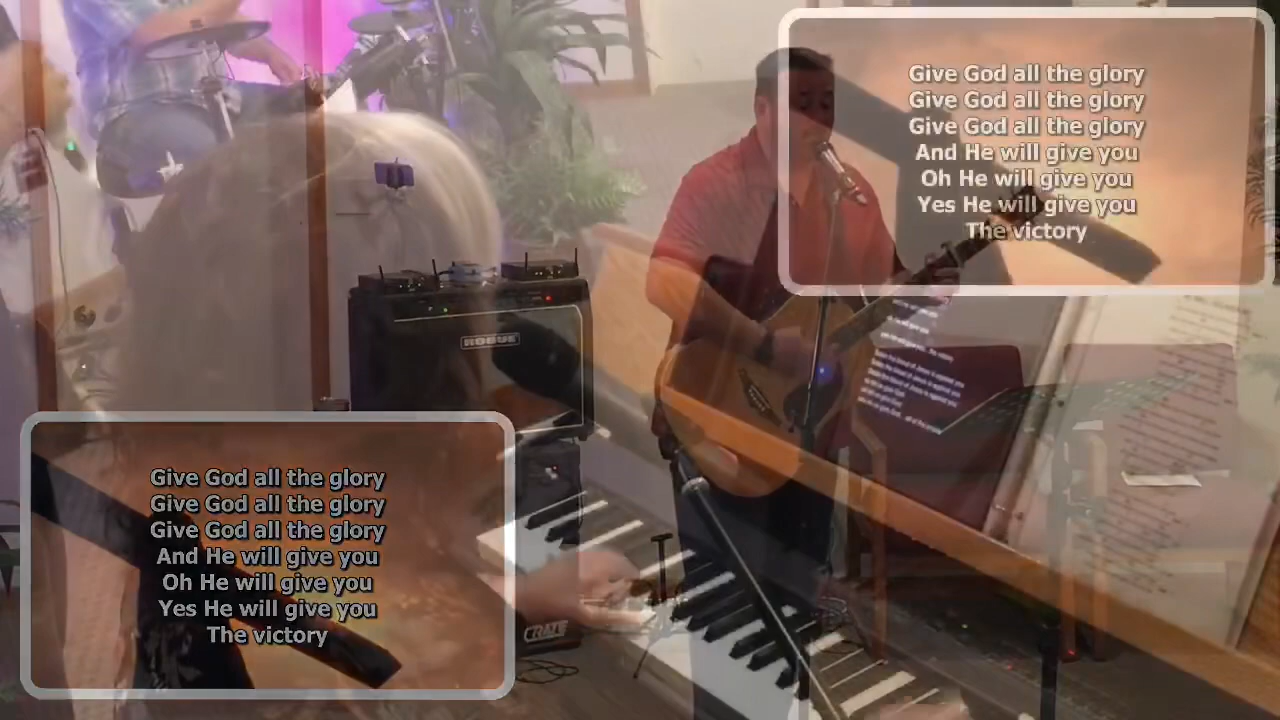 Give God all the glory
Give God all the glory
Give God all the glory
And He will give you
Oh He will give you
Yes He will give you
The victory
ROGUE
Give God all the glory
Give God all the glory
Give God all the glory
And He will give you
Oh He will give you
Yes He will give you
The victory
CRATE